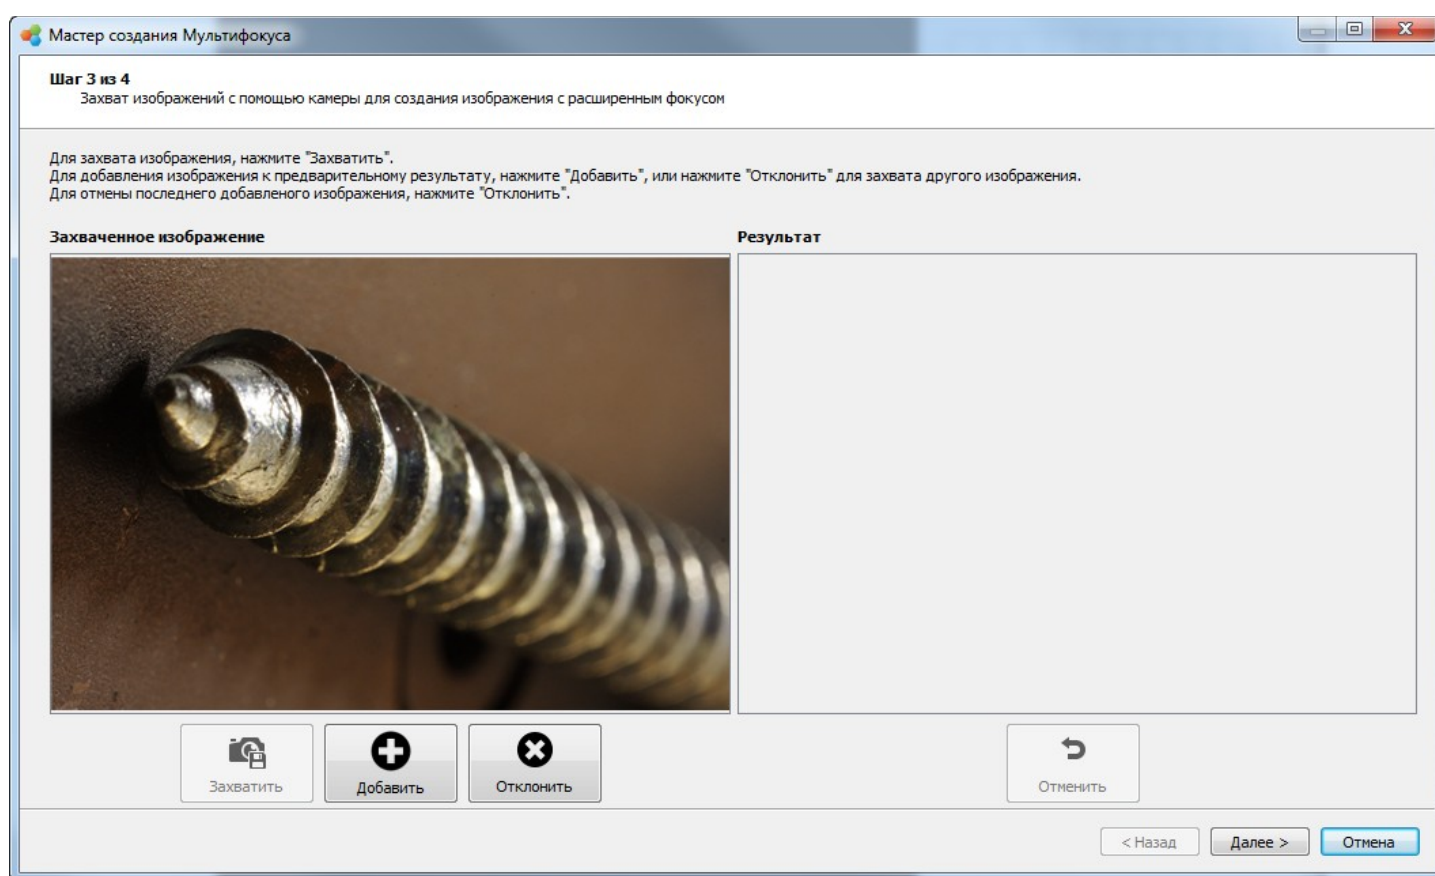 Мастер создания Мультифокуса
Шаг 3 из 4
Захват изображений с помощью камеры для создания изображения с расширенным фокусом
Для захвата изображения, нажмите "Захватить".
Для добавления изображения к предварительному результату, нажмите "Добавить", или нажмите "Отклонить" для захвата другого изображения.
Для отмены последнего добавленого изображения, нажмите "Отклонить".
Захваченное изображение
Результат
Захватить
Добавить
Отклонить
Отменить
< Назад
Далее >
Отмена